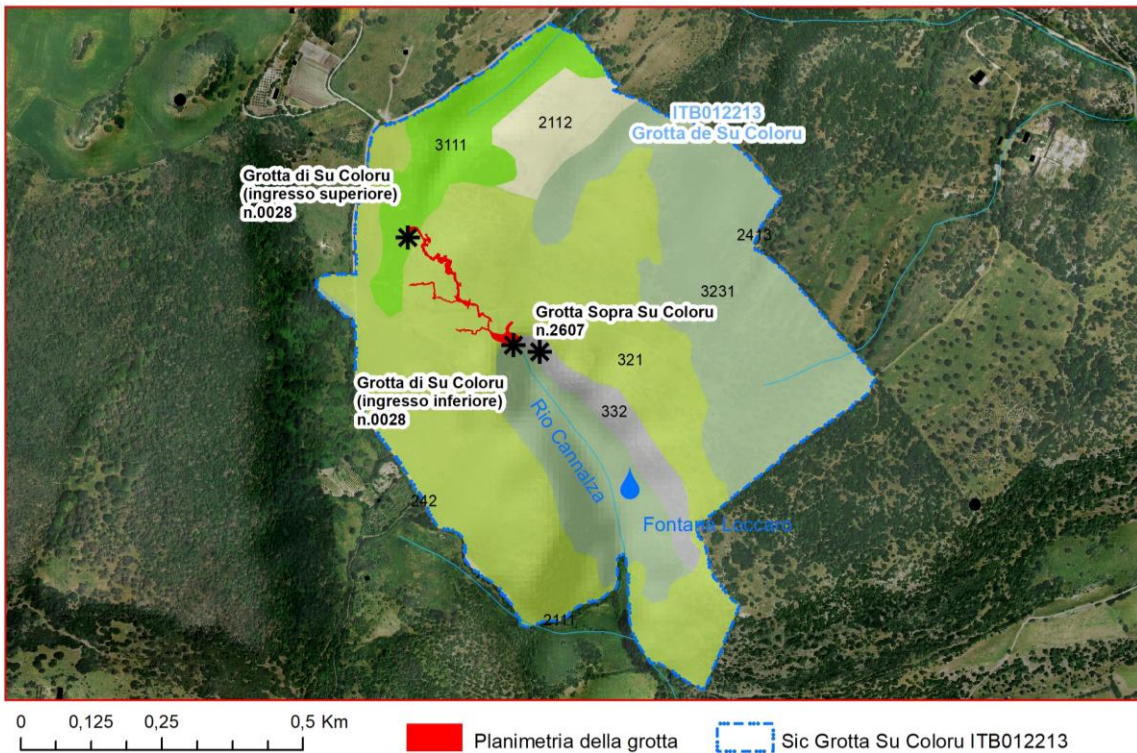 2112
ITB012213
Grotta de Su Coloru
3111
Grotta di Su Coloru
(ingresso superiore)
n.0028
2413
3231
Grotta Sopra Su Coloru
n.2607
321
Grotta di Su Coloru
(ingresso inferiore)
n.0028
332
Rio Cannalza
242
Fontana Loccaro
2111
0 0,125 0,25 0,5 Km
Planimetria della grotta
Sic Grotta Su Coloru ITB012213